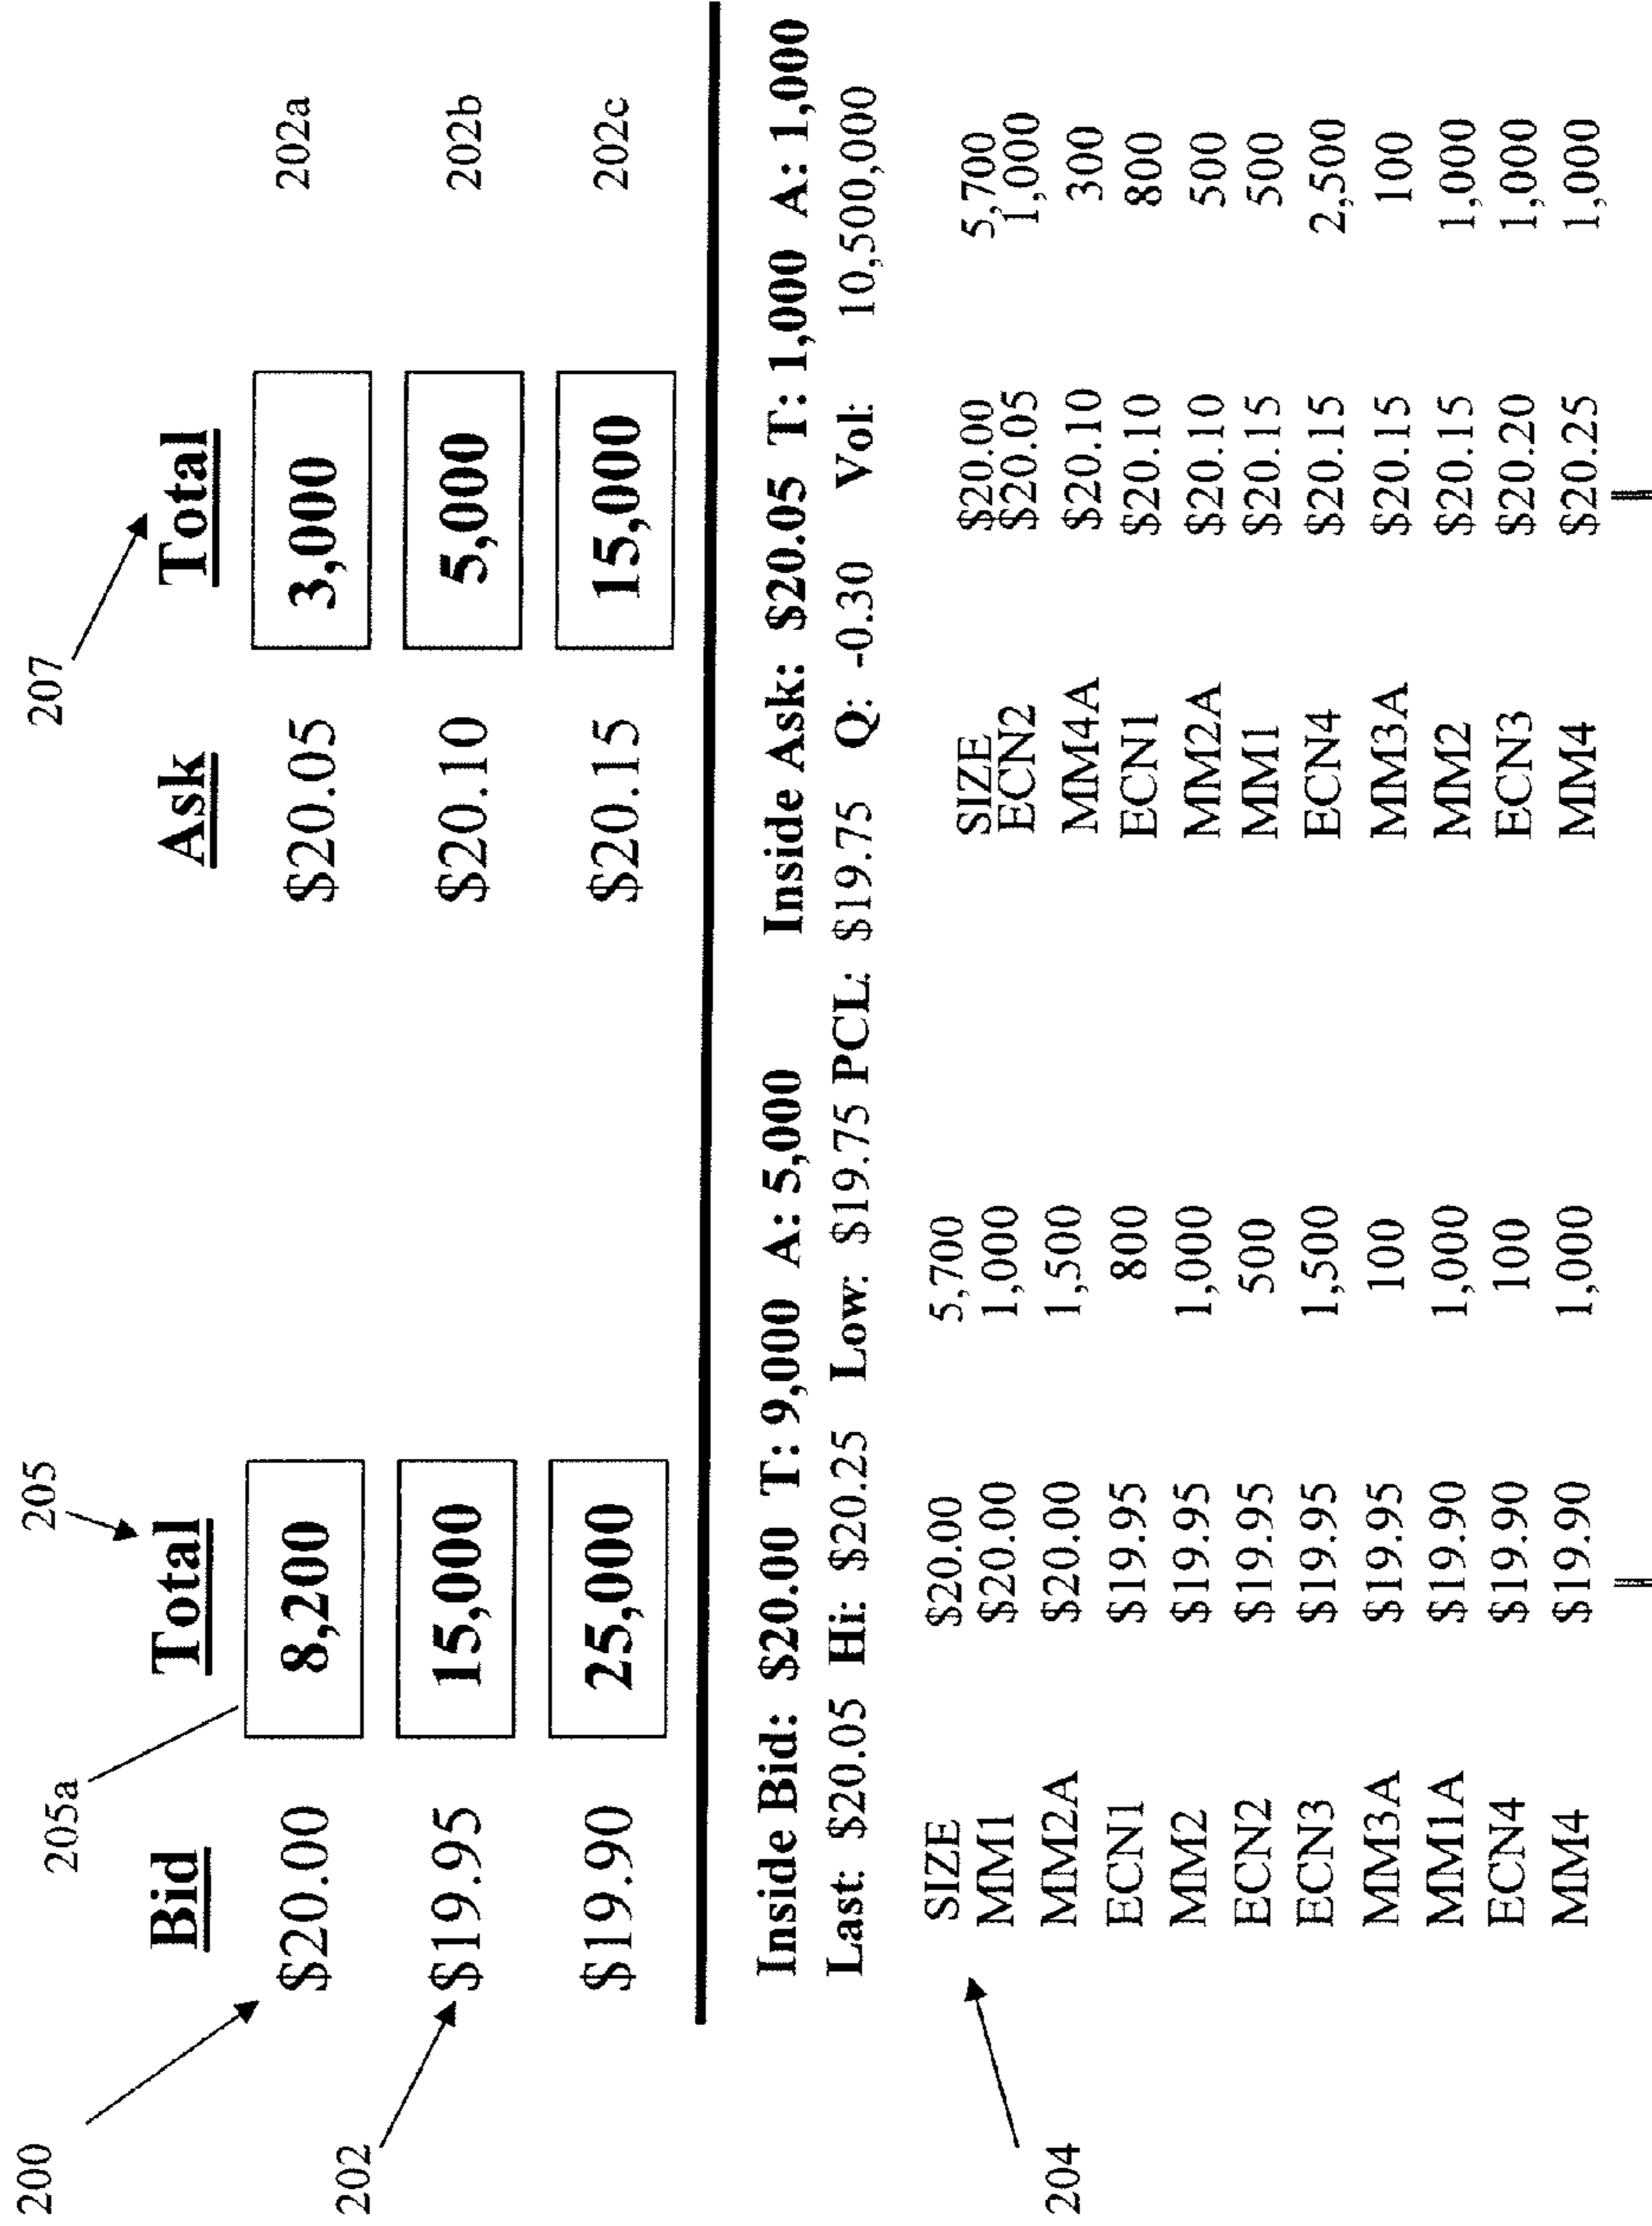 200 205a 205 207
Bid Total Ask Total
$20.00 8,200 $20.05 3,000 202a
202 $19.95 15,000 $20.10 5,000 202b
$19.90 25,000 $20.15 15,000 202c
Inside Bid: $20.00 T: 9,000 A: 5,000 Inside Ask: $20.05 T: 1,000 A: 1,000
Last: $20.05 Hi: $20.25 Low: $19.75 PCL: $19.75 Q: -0.30 Vol: 10,500,000
204
SIZE $20.00 5,700 SIZE $20.00 5,700
MM1 $20.00 1,000 ECN2 $20.05 1,000
MM2A $20.00 1,500 MM4A $20.10 300
ECN1 $19.95 800 ECN1 $20.10 800
MM2 $19.95 1,000 MM2A $20.10 500
ECN2 $19.95 500 MM1 $20.15 500
ECN3 $19.95 1,500 ECN4 $20.15 2,500
MM3A $19.95 100 MM3A $20.15 100
MM1A $19.90 1,000 MM2 $20.15 1,000
ECN4 $19.90 100 ECN3 $20.20 1,000
MM4 $19.90 1,000 MM4 $20.25 1,000